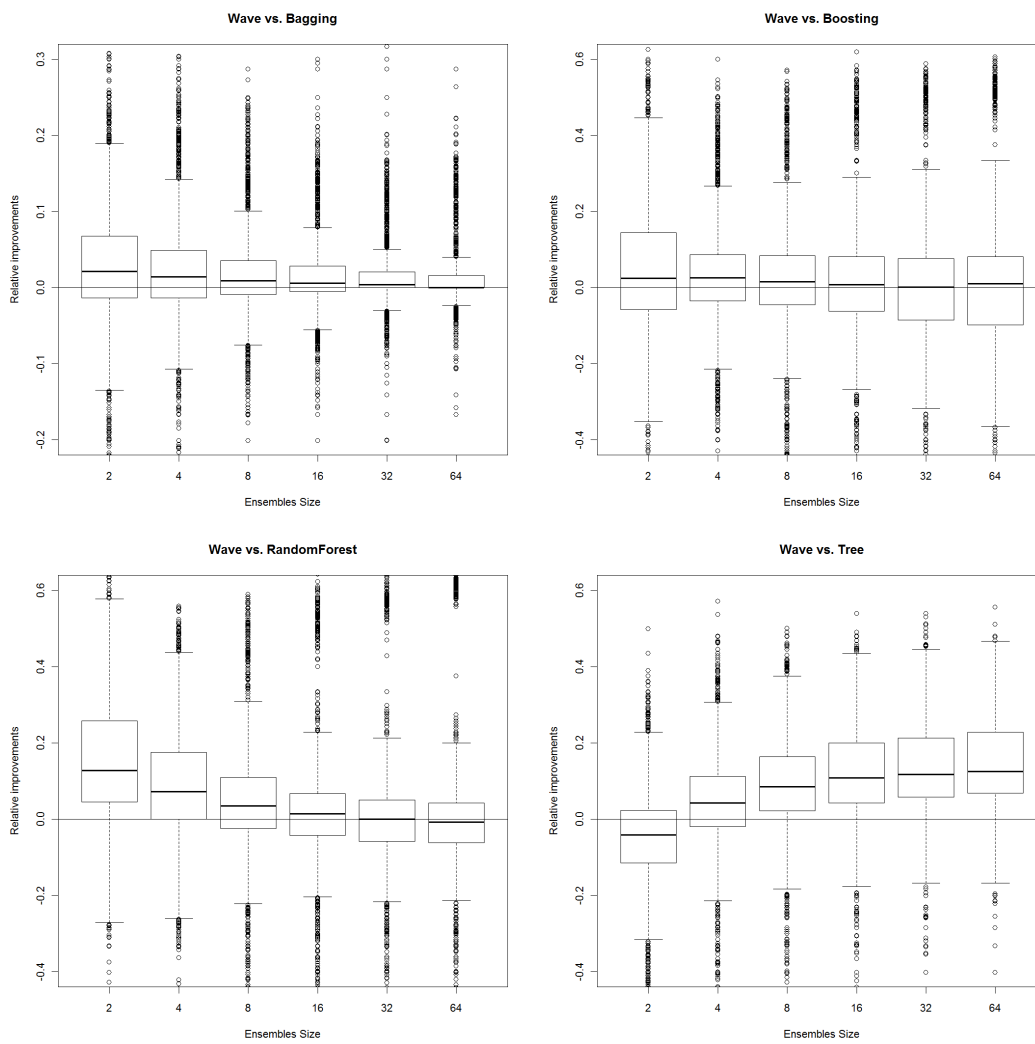 Wave vs. Bagging
Relative improvements
0.3
0.2
0.1
0.0
-0.1
-0.2
2 4 8 16 32 64
Ensembles Size
Wave vs. Boosting
Relative improvements
0.6
0.4
0.2
0.0
-0.2
-0.4
2 4 8 16 32 64
Ensembles Size
Wave vs. RandomForest
Relative improvements
0.6
0.4
0.2
0.0
-0.2
-0.4
2 4 8 16 32 64
Ensembles Size
Wave vs. Tree
Relative improvements
0.6
0.4
0.2
0.0
-0.2
-0.4
2 4 8 16 32 64
Ensembles Size